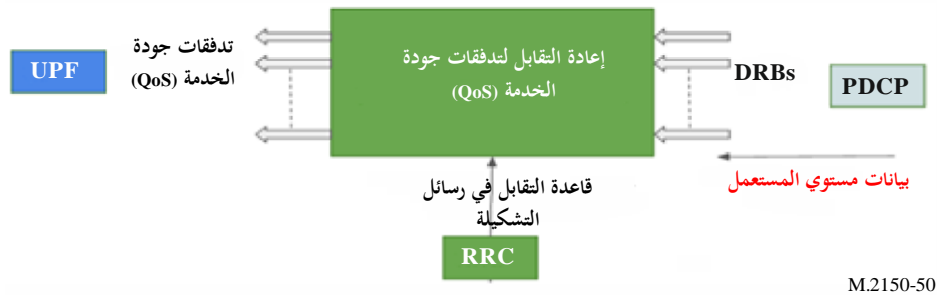 تدفقات جودة
الخدمة (QoS)
UPF
إعادة التقابل لتدفقات جودة
الخدمة (QoS)
DRBs
PDCP
بيانات مستوي المستعمل
قاعدة التقابل في رسائل
التشكيلة
RRC
M.2150-50